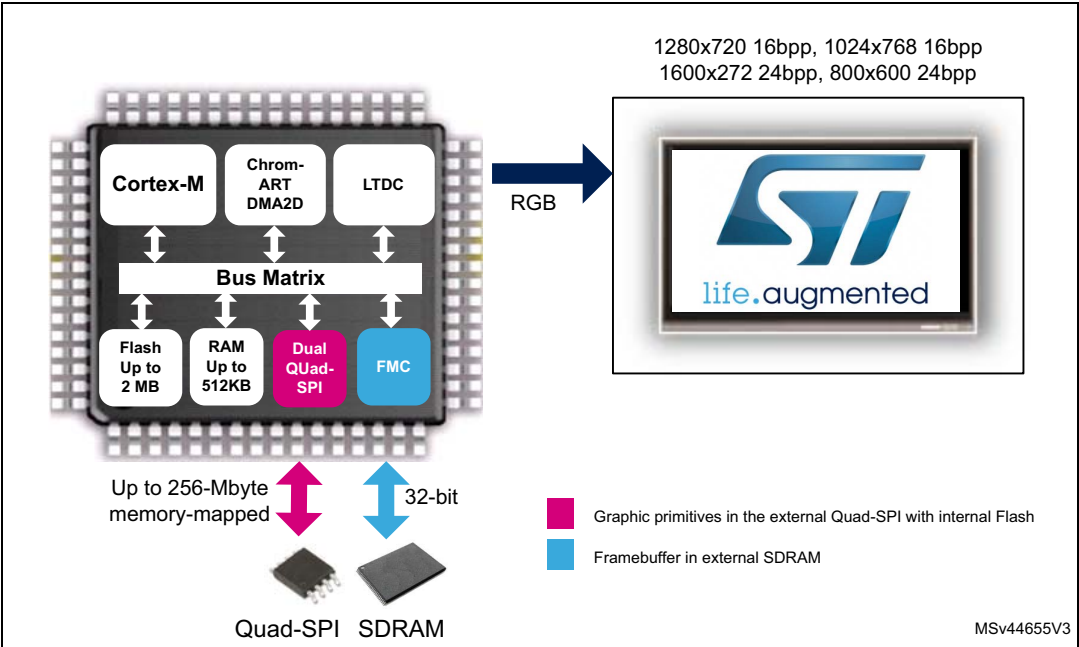 1280x720 16bpp, 1024x768 16bpp
1600x272 24bpp, 800x600 24bpp
Cortex-M
Chrom-
ART
DMA2D
LTDC
RGB
ST
life.augmented
Bus Matrix
Flash
Up to
2 MB
RAM
Up to
512KB
Dual
QUad-
SPI
FMC
Up to 256-Mbyte
memory-mapped
32-bit
Graphic primitives in the external Quad-SPI with internal Flash
Framebuffer in external SDRAM
Quad-SPI
SDRAM
MSv44655V3